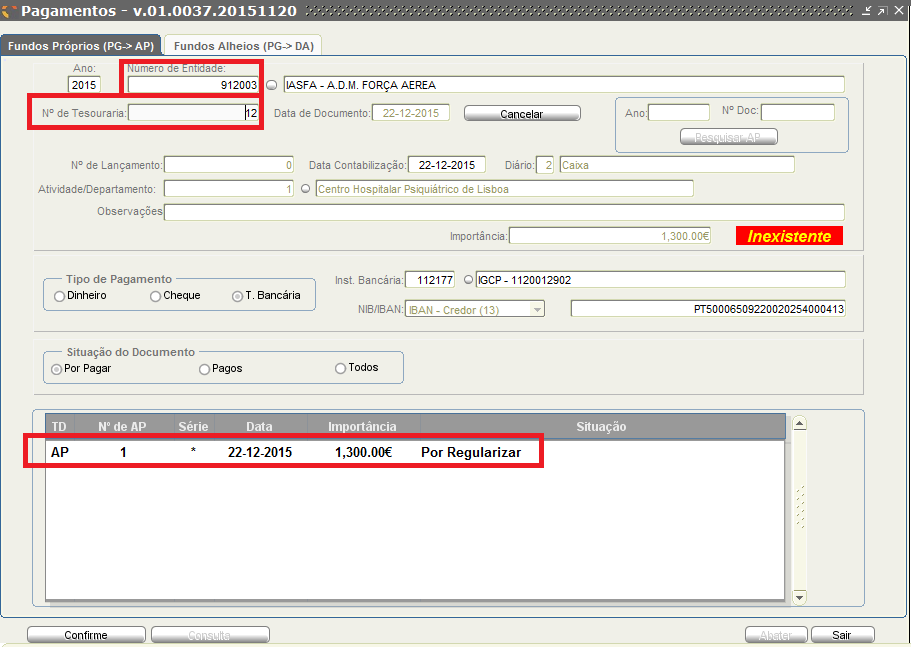 Pagamentos - v.01.0037.20151120
Fundos Próprios (PG-> AP) Fundos Alheios (PG-> DA)
Ano: Número de Entidade:
2015 912003 IASFA - A.D.M. FORÇA AEREA
Nº de Tesouraria: 12 Data de Documento: 22-12-2015 Cancelar Ano: Nº Doc:
Pesquisar AP
Nº de Lançamento: 0 Data Contabilização: 22-12-2015 Diário: 2 Caixa
Atividade/Departamento: 1 Centro Hospitalar Psiquiátrico de Lisboa
Observações
Importância: 1,300.00€ Inexistente
Tipo de Pagamento Inst. Bancária: 112177 IGCP - 1120012902
Dinheiro Cheque T. Bancária
NIB/IBAN: IBAN - Credor (13) PT50006509220020254000413
Situação do Documento
Por Pagar Pagos Todos
TD Nº de AP Série Data Importância Situação
AP 1 * 22-12-2015 1,300.00€ Por Regularizar
Confirme Consulta Abater Sair